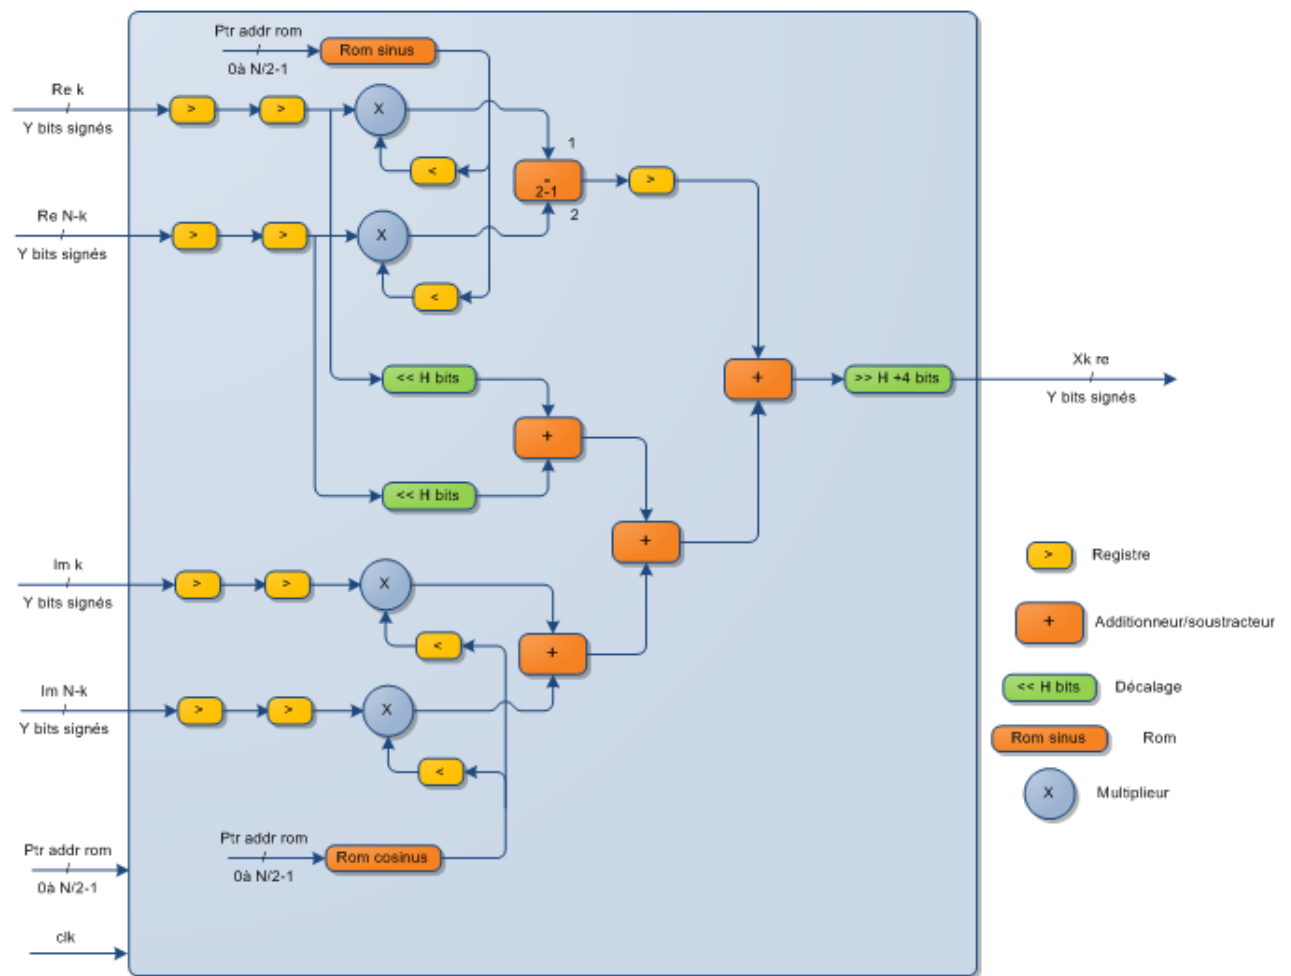 Ptr addr rom
Rom sinus
0à N/2-1
Re k
>
>
X
Y bits signés
1
<
-
2-1
>
Re N-k
2
>
>
X
Y bits signés
<
Xk re
<< H bits
+
>> H +4 bits
Y bits signés
+
<< H bits
+
Im k
>
>
X
Y bits signés
<
+
Im N-k
>
>
X
Y bits signés
<
Ptr addr rom
Rom cosinus
0à N/2-1
Ptr addr rom
0à N/2-1
clk
> Registre
+ Additionneur/soustracteur
<< H bits Décalage
Rom sinus Rom
X Multiplieur